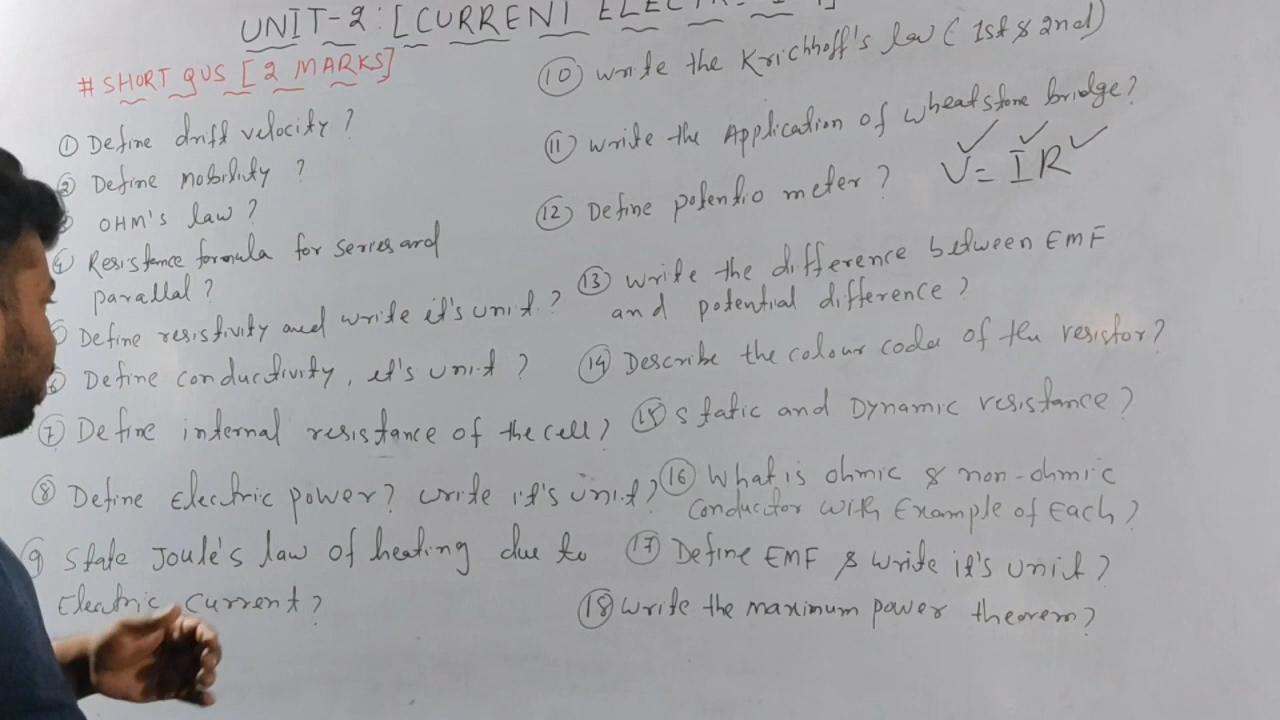 UNIT-2: [CURRENT
# SHORT QUS [2 MARKS]
① Define drift velocity ?
② Define mobility ?
OHM's law ?
④ Resistance formula for series and
parallal ?
Define resistivity and write it's unit. ?
⑥ Define conductivity, it's unit ?
⑦ Define internal resistance of the cell ?
⑧ Define Electric power? write it's unit ?
9 State Joule's law of heating due to
Electric current ?
⑩ write the Krichhoff's law ( 1st & 2nd)
⑪ write the Application of wheatstone bridge ?
V = IR
⑫ Define potentio meter ?
⑬ write the difference between EMF
and potential difference ?
⑭ Describe the colour code of the resistor ?
⑮ static and Dynamic resistance ?
⑯ What is ohmic & non-ohmic
conductor with Example of Each ?
⑰ Define EMF & write it's unit ?
⑱ write the maximum power theorem ?